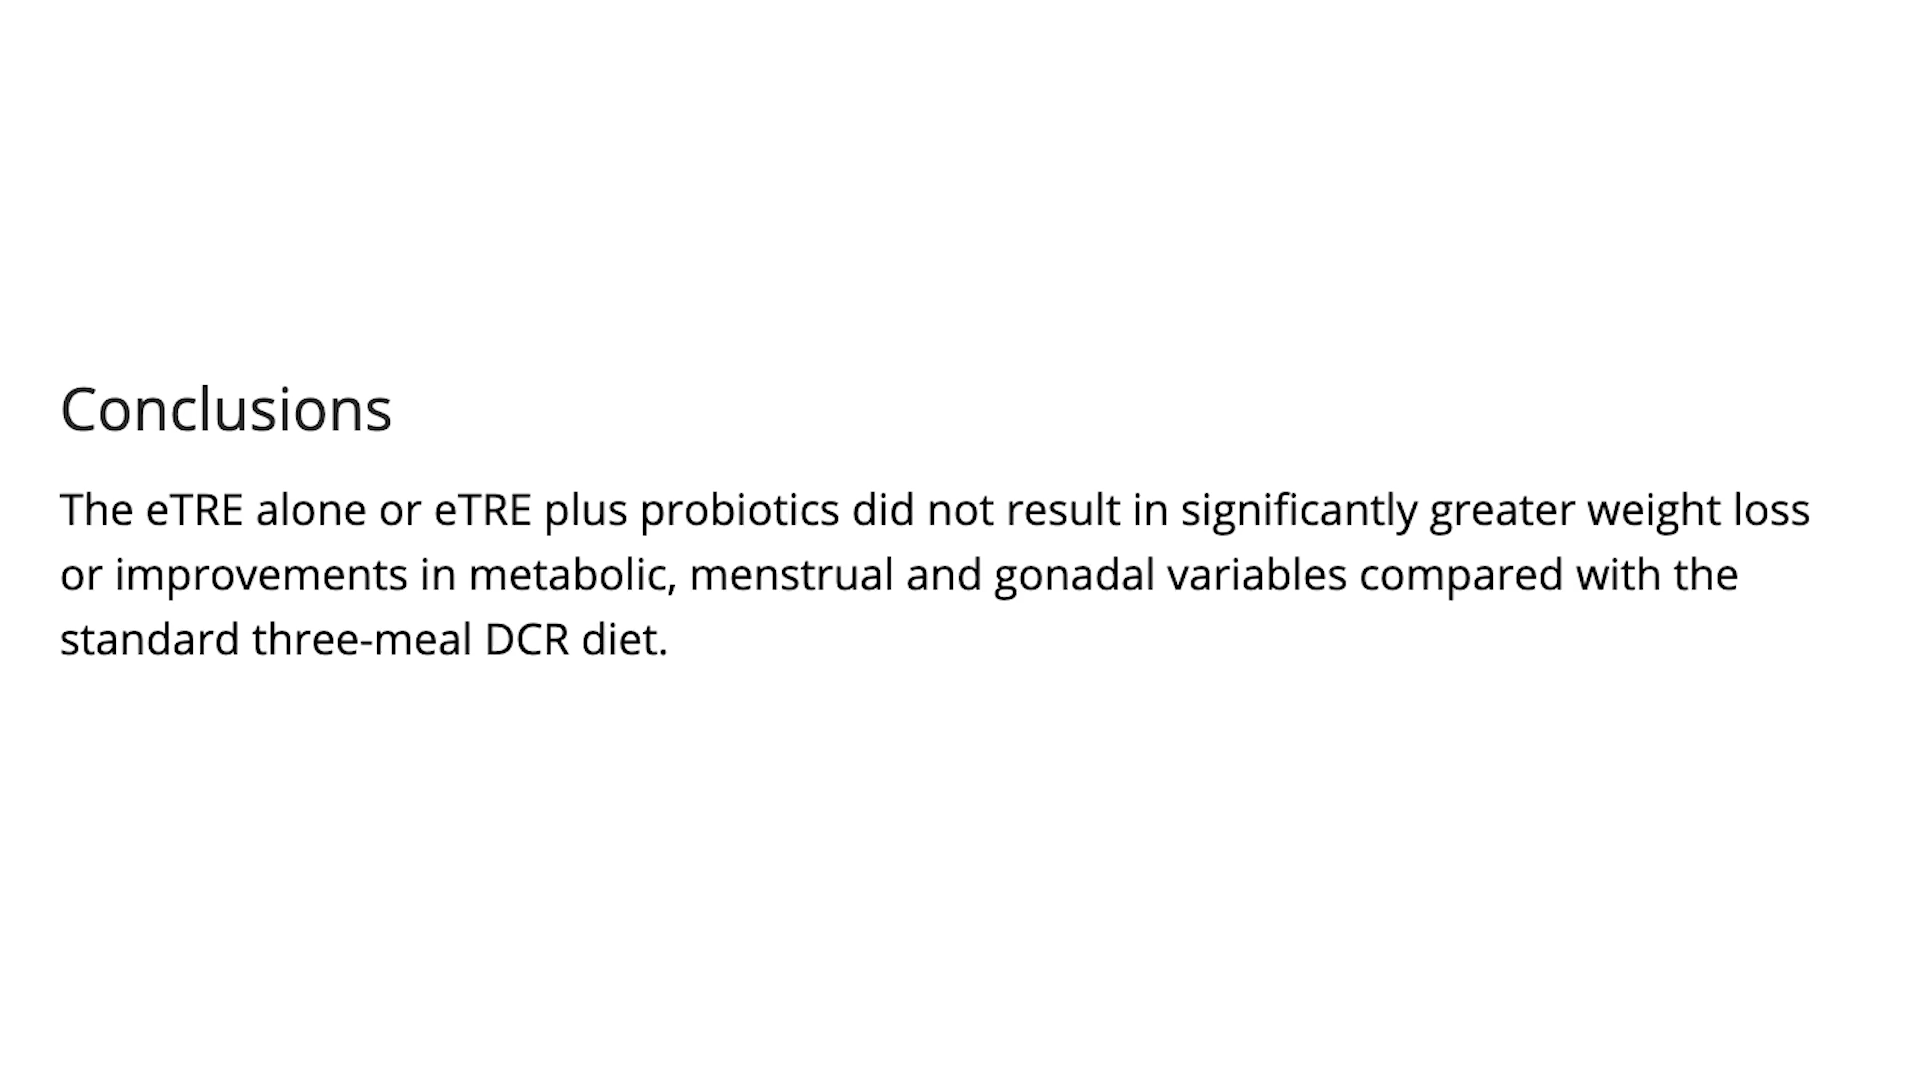 Conclusions
The eTRE alone or eTRE plus probiotics did not result in significantly greater weight loss
or improvements in metabolic, menstrual and gonadal variables compared with the
standard three-meal DCR diet.